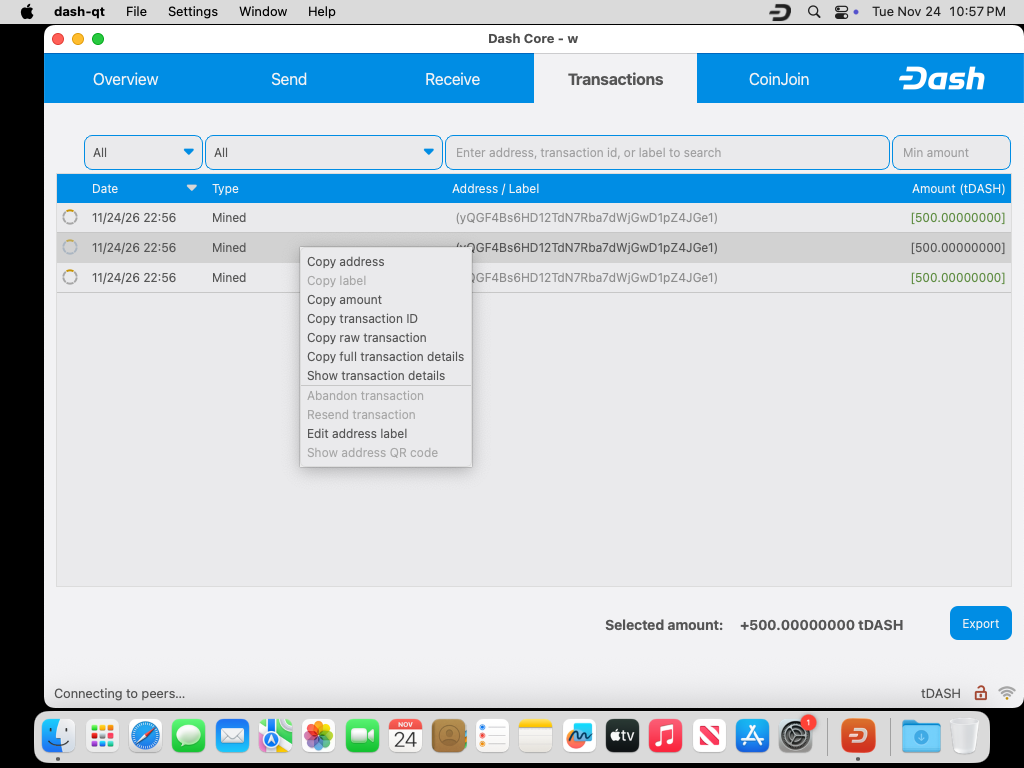 dash-qt File Settings Window Help Tue Nov 24 10:57 PM
Dash Core - w
Overview Send Receive Transactions CoinJoin Dash
All All Enter address, transaction id, or label to search Min amount
Date Type Address / Label Amount (tDASH)
11/24/26 22:56 Mined (yQGF4Bs6HD12TdN7Rba7dWjGwD1pZ4JGe1) [500.00000000]
11/24/26 22:56 Mined (yQGF4Bs6HD12TdN7Rba7dWjGwD1pZ4JGe1) [500.00000000]
11/24/26 22:56 Mined QGF4Bs6HD12TdN7Rba7dWjGwD1pZ4JGe1) [500.00000000]
Copy address
Copy label
Copy amount
Copy transaction ID
Copy raw transaction
Copy full transaction details
Show transaction details
Abandon transaction
Resend transaction
Edit address label
Show address QR code
Selected amount: +500.00000000 tDASH Export
Connecting to peers... tDASH
NOV
24
tv
1